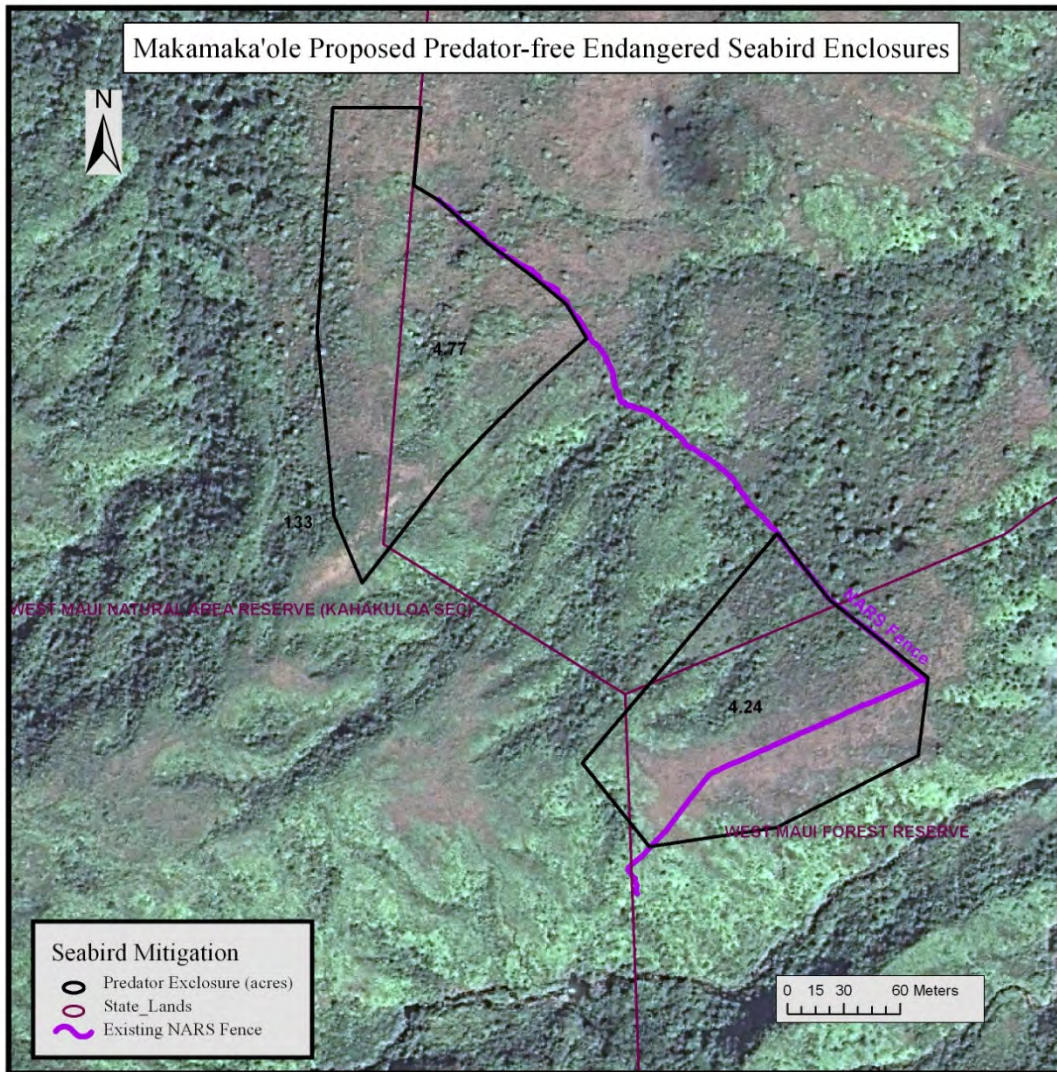 Makamaka'ole Proposed Predator-free Endangered Seabird Enclosures
N
4.77
133
WEST MAUI NATURAL AREA RESERVE (KAHAKULOA SEC)
NARS Fence
4.24
WEST MAUI FOREST RESERVE
Seabird Mitigation
Predator Exclosure (acres)
State_Lands
Existing NARS Fence
0 15 30 60 Meters